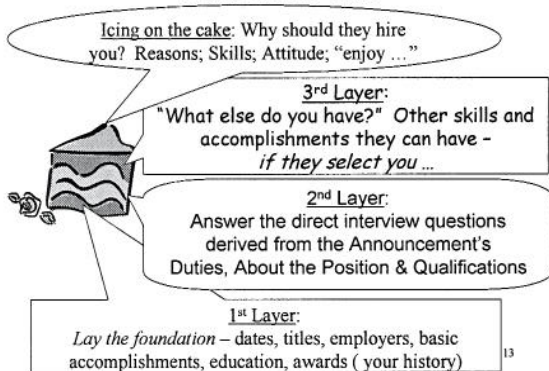 Icing on the cake: Why should they hire
you? Reasons; Skills; Attitude; “enjoy …”
3rd Layer:
“What else do you have?” Other skills and
accomplishments they can have –
if they select you …
2nd Layer:
Answer the direct interview questions
derived from the Announcement’s
Duties, About the Position & Qualifications
1st Layer:
Lay the foundation – dates, titles, employers, basic
accomplishments, education, awards ( your history)
13